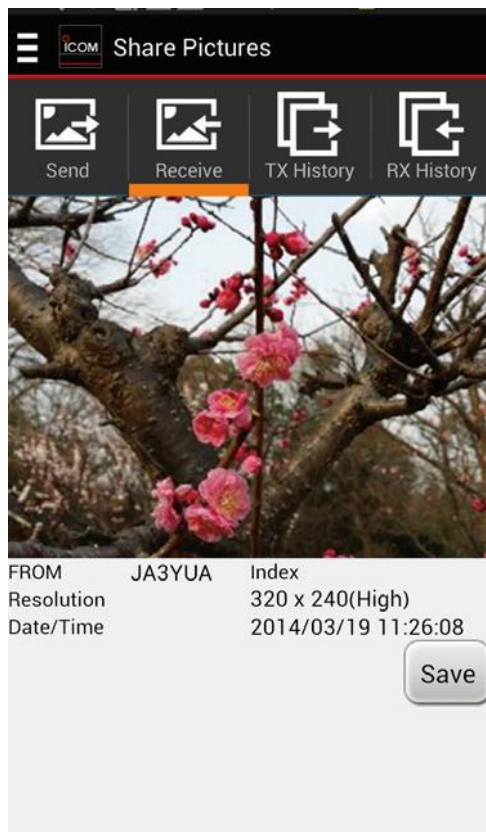 ICOM Share Pictures
Send Receive TX History RX History
FROM JA3YUA Index
Resolution 320 x 240(High)
Date/Time 2014/03/19 11:26:08
Save